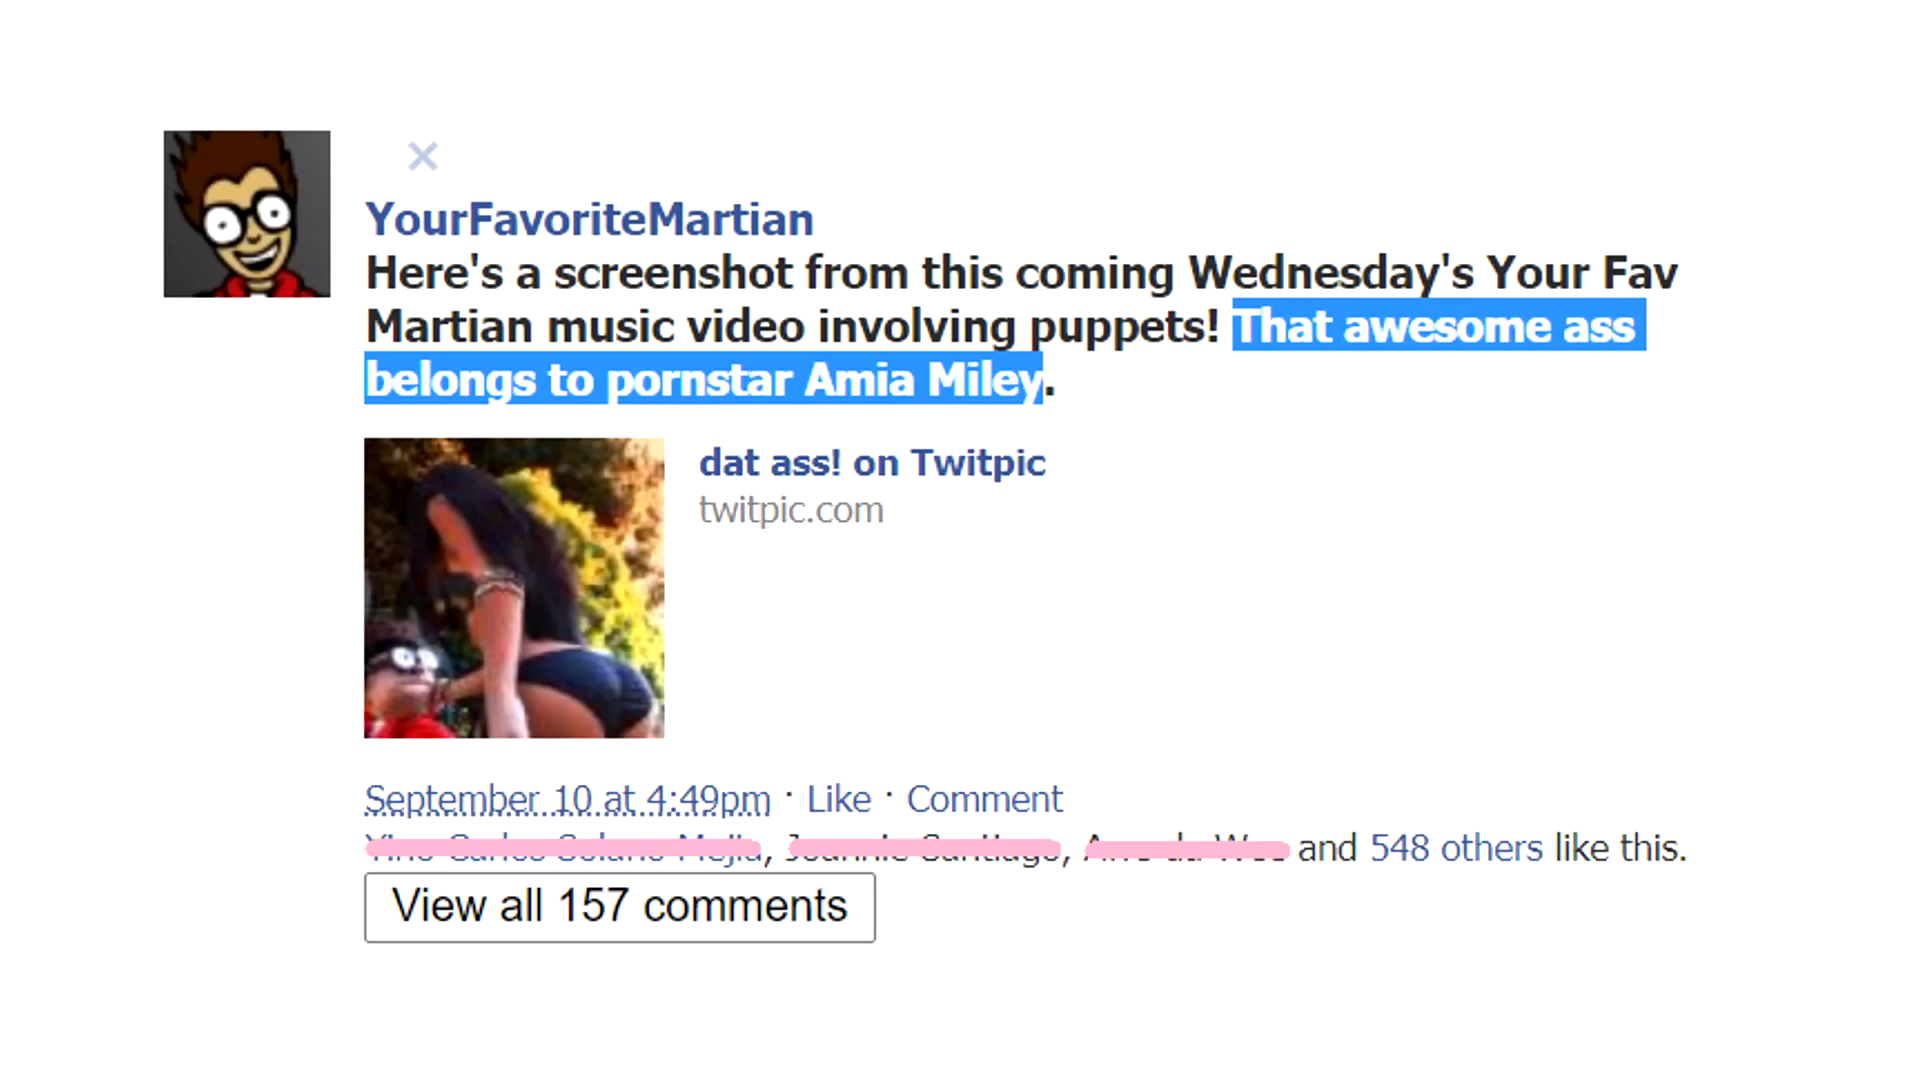 YourFavoriteMartian
Here's a screenshot from this coming Wednesday's Your Fav
Martian music video involving puppets! That awesome ass
belongs to pornstar Amia Miley.
dat ass! on Twitpic
twitpic.com
September 10 at 4:49pm · Like · Comment
, , and 548 others like this.
View all 157 comments